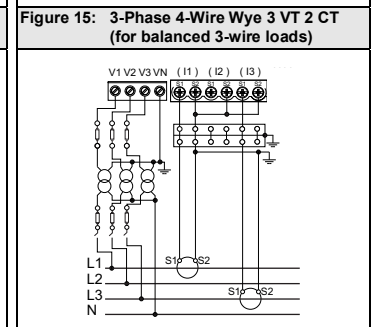 Figure 15: 3-Phase 4-Wire Wye 3 VT 2 CT
(for balanced 3-wire loads)
V1 V2 V3 VN ( I1 ) ( I2 ) ( I3 )
S1 S2 S1 S2 S1 S2
L1 S1 S2
L2
L3 S1 S2
N